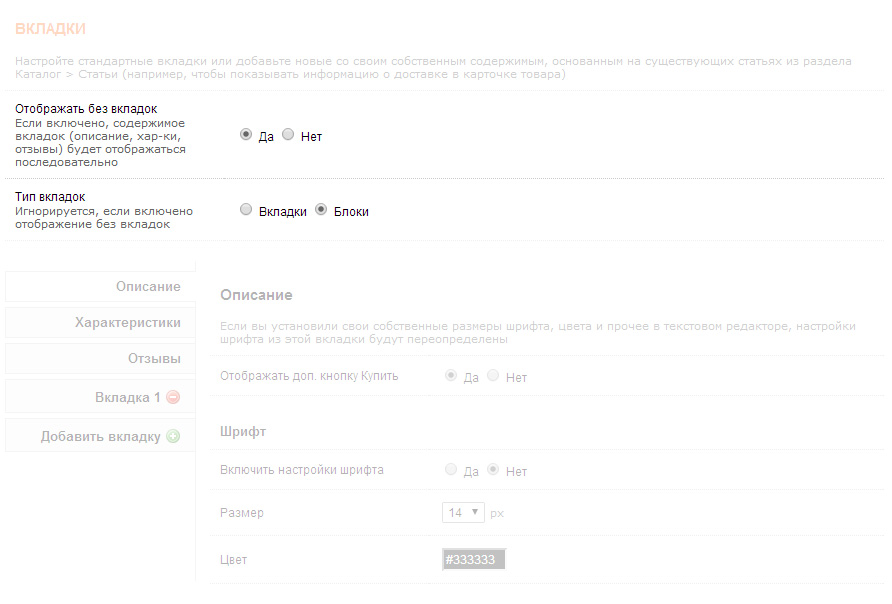 ВКЛАДКИ
Настройте стандартные вкладки или добавьте новые со своим собственным содержимым, основанным на существующих статьях из раздела
Каталог > Статьи (например, чтобы показывать информацию о доставке в карточке товара)
Отображать без вкладок
Если включено, содержимое
вкладок (описание, хар-ки,
отзывы) будет отображаться
последовательно
Да Нет
Тип вкладок
Игнорируется, если включено
отображение без вкладок
Вкладки Блоки
Описание
Характеристики
Отзывы
Вкладка 1
Добавить вкладку
Описание
Если вы установили свои собственные размеры шрифта, цвета и прочее в текстовом редакторе, настройки
шрифта из этой вкладки будут переопределены
Отображать доп. кнопку Купить Да Нет
Шрифт
Включить настройки шрифта Да Нет
Размер 14 px
Цвет #333333